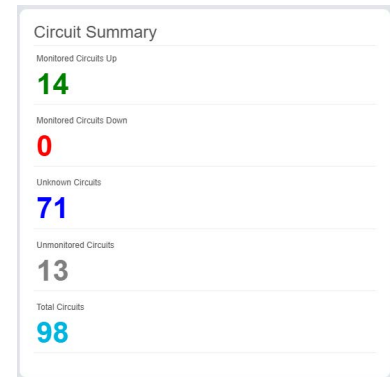 Circuit Summary
Monitored Circuits Up
14
Monitored Circuits Down
0
Unknown Circuits
71
Unmonitored Circuits
13
Total Circuits
98